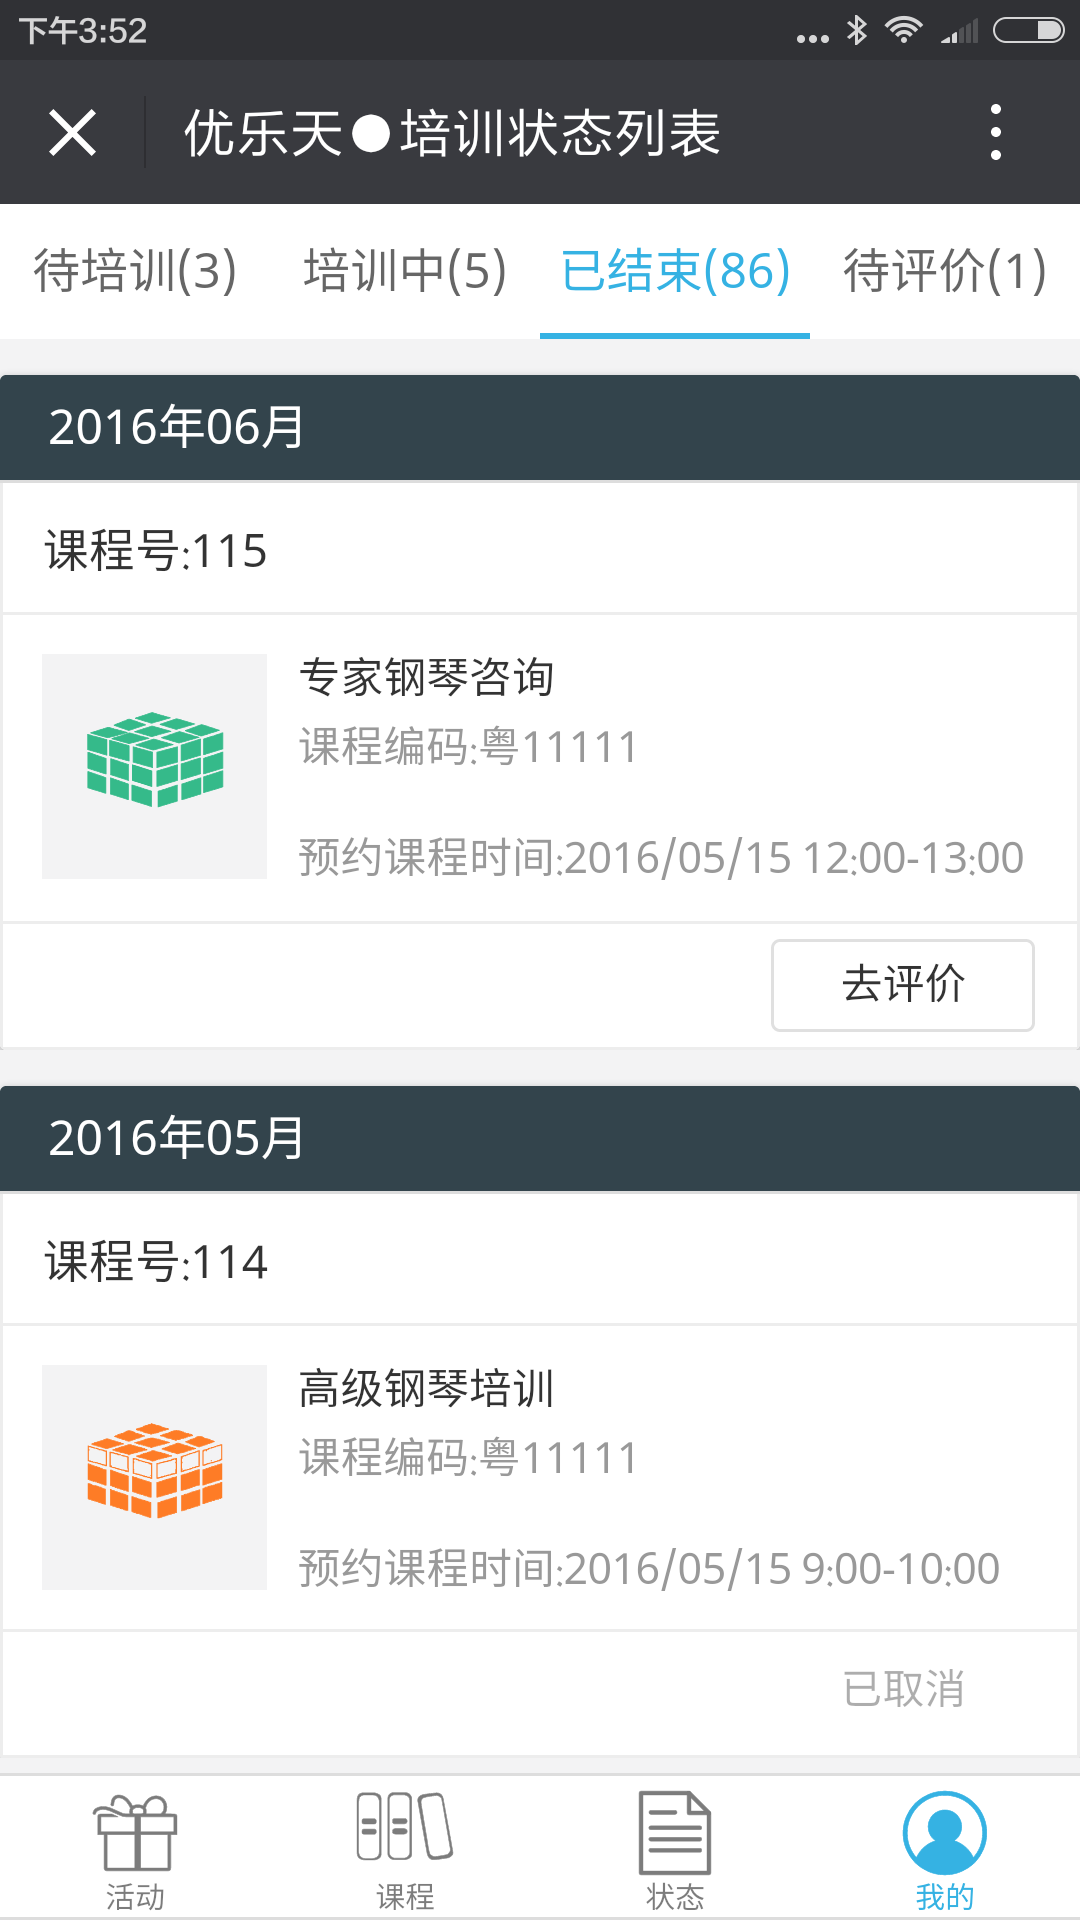 下午3:52
优乐天●培训状态列表
待培训(3) 培训中(5) 已结束(86) 待评价(1)
2016年06月
课程号:115
专家钢琴咨询
课程编码:粤11111
预约课程时间:2016/05/15 12:00-13:00
去评价
2016年05月
课程号:114
高级钢琴培训
课程编码:粤11111
预约课程时间:2016/05/15 9:00-10:00
已取消
活动 课程 状态 我的